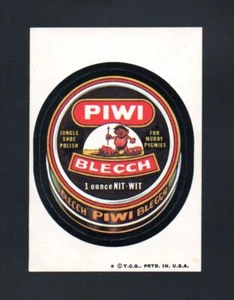 PIWI
JUNGLE SHOE POLISH
FOR MUDDY PYGMIES
BLECCH
1 ounce NIT-WIT
BLECCH PIWI BLECCH
* © T.C.G. PRTD. IN U.S.A.